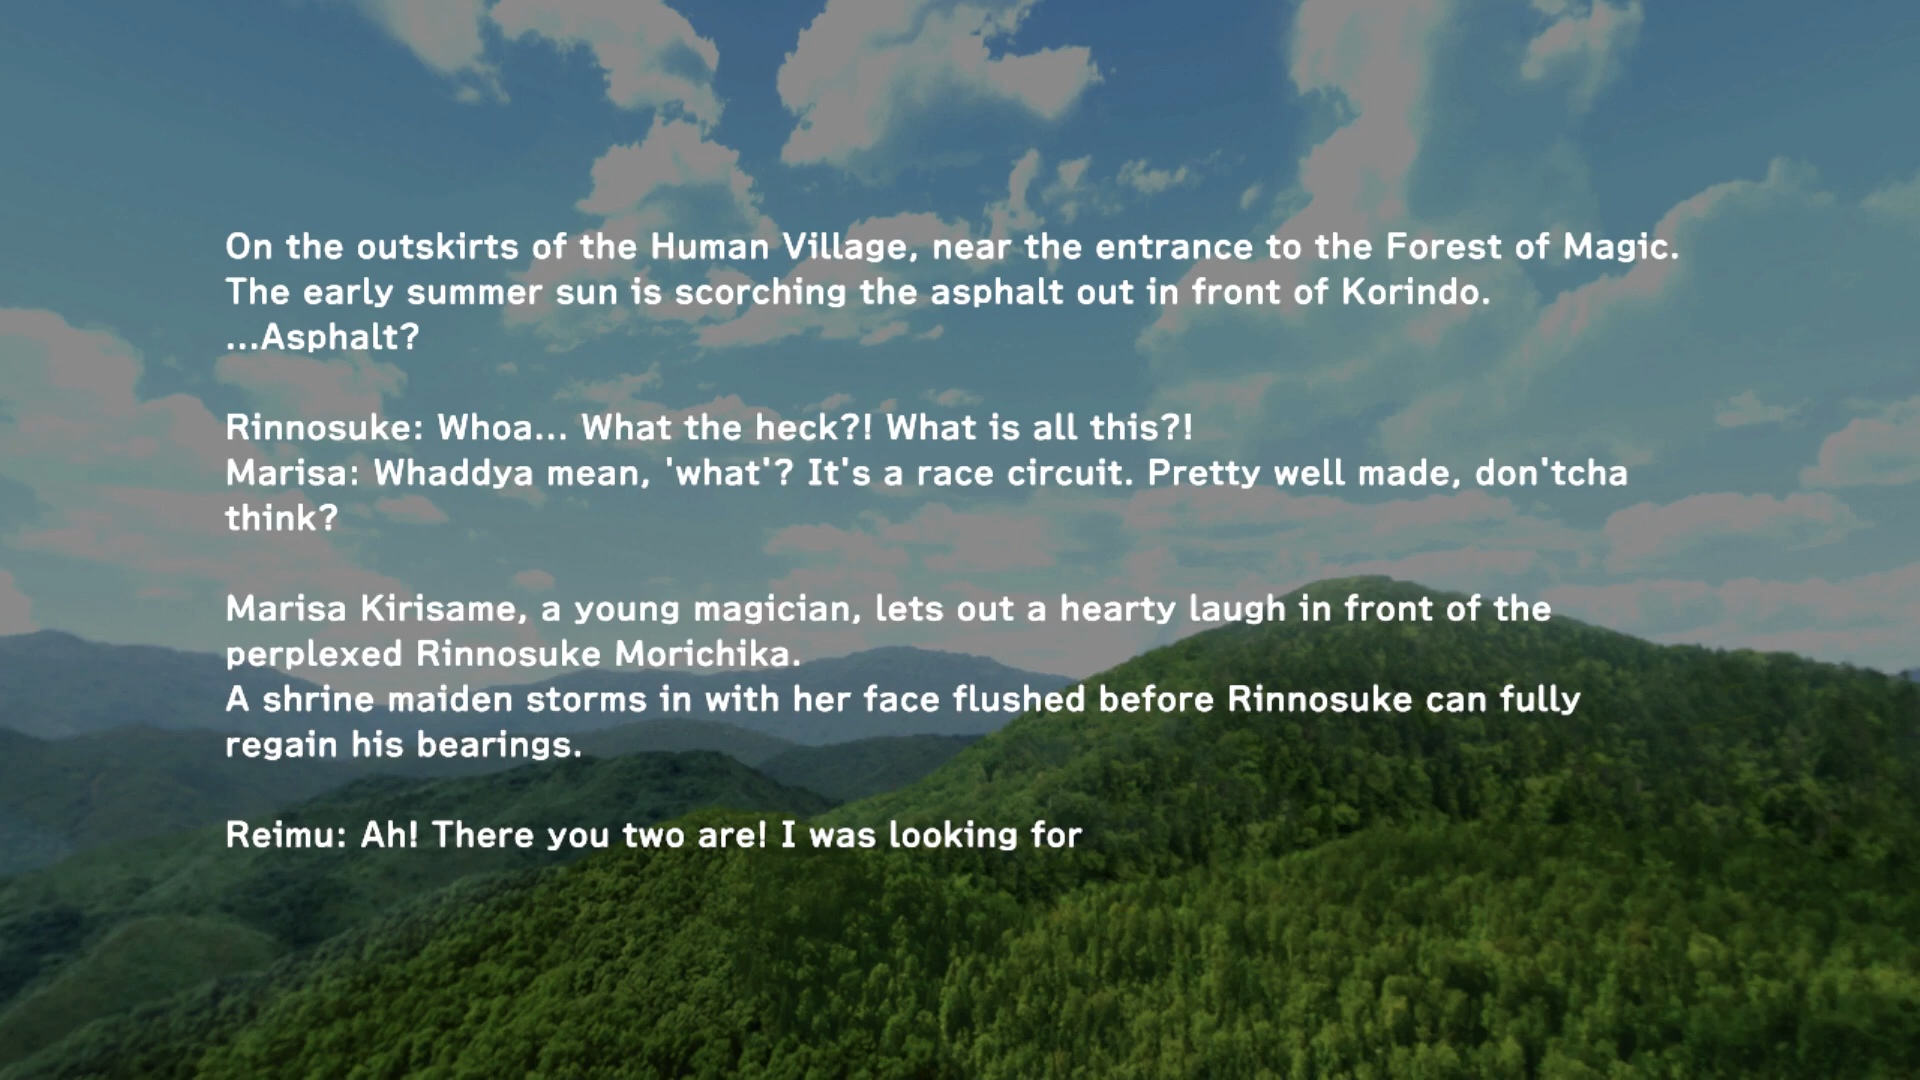 On the outskirts of the Human Village, near the entrance to the Forest of Magic.
The early summer sun is scorching the asphalt out in front of Korindo.
...Asphalt?
Rinnosuke: Whoa... What the heck?! What is all this?!
Marisa: Whaddya mean, 'what'? It's a race circuit. Pretty well made, don'tcha
think?
Marisa Kirisame, a young magician, lets out a hearty laugh in front of the
perplexed Rinnosuke Morichika.
A shrine maiden storms in with her face flushed before Rinnosuke can fully
regain his bearings.
Reimu: Ah! There you two are! I was looking for